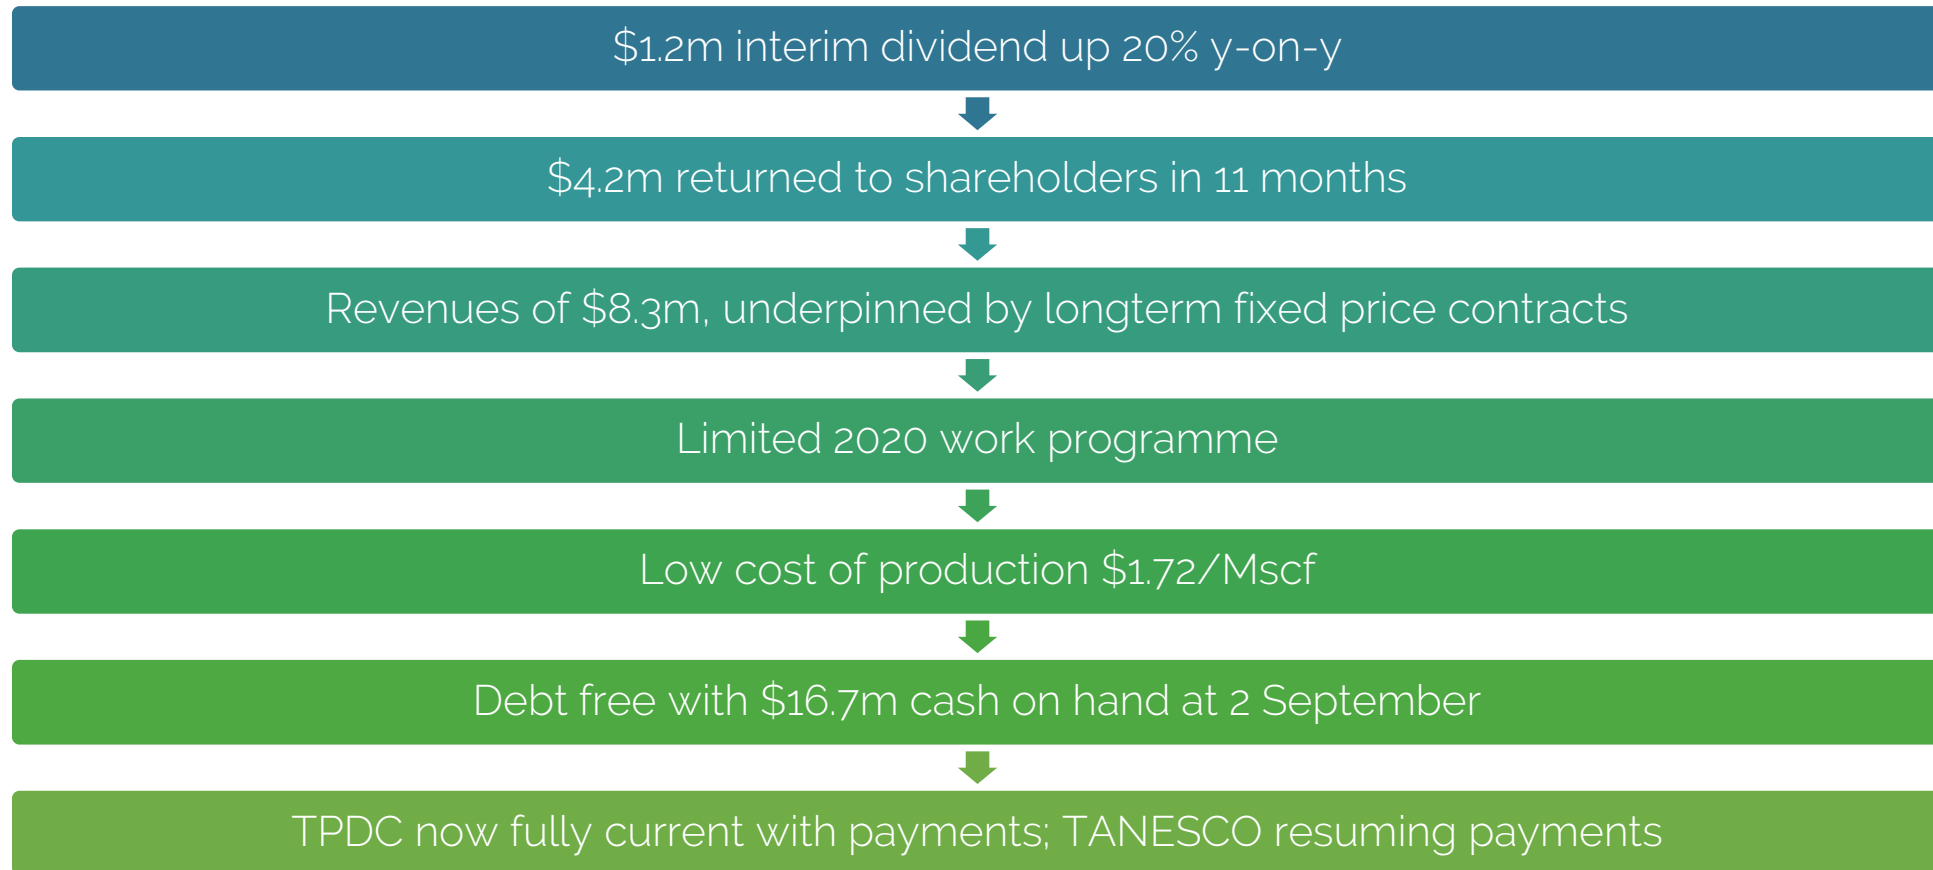 $1.2m interim dividend up 20% y-on-y
$4.2m returned to shareholders in 11 months
Revenues of $8.3m, underpinned by longterm fixed price contracts
Limited 2020 work programme
Low cost of production $1.72/Mscf
Debt free with $16.7m cash on hand at 2 September
TPDC now fully current with payments; TANESCO resuming payments